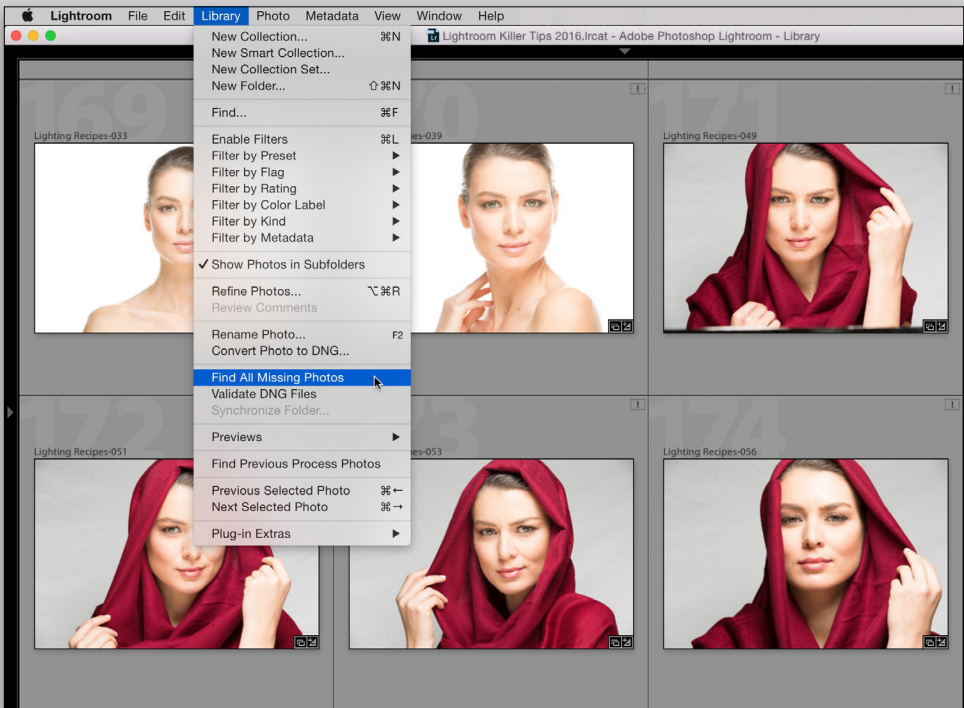 Lightroom File Edit Library Photo Metadata View Window Help
Lightroom Killer Tips 2016.lrcat - Adobe Photoshop Lightroom - Library
New Collection... ⌘N
New Smart Collection...
New Collection Set...
New Folder... ⇧⌘N
Find... ⌘F
Enable Filters ⌘L
Filter by Preset
Filter by Flag
Filter by Rating
Filter by Color Label
Filter by Kind
Filter by Metadata
Show Photos in Subfolders
Refine Photos... ⌥⌘R
Review Comments
Rename Photo... F2
Convert Photo to DNG...
Find All Missing Photos
Validate DNG Files
Synchronize Folder...
Previews
Find Previous Process Photos
Previous Selected Photo ⌘←
Next Selected Photo ⌘→
Plug-in Extras
169
Lighting Recipes-033
70
es-039
171
Lighting Recipes-049
172
Lighting Recipes-051
73
es-053
174
Lighting Recipes-056